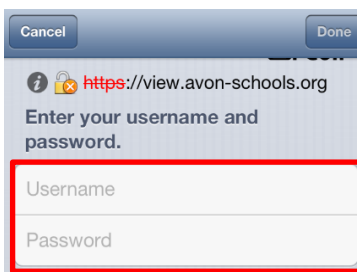 Cancel Done
https://view.avon-schools.org
Enter your username and
password.
Username
Password